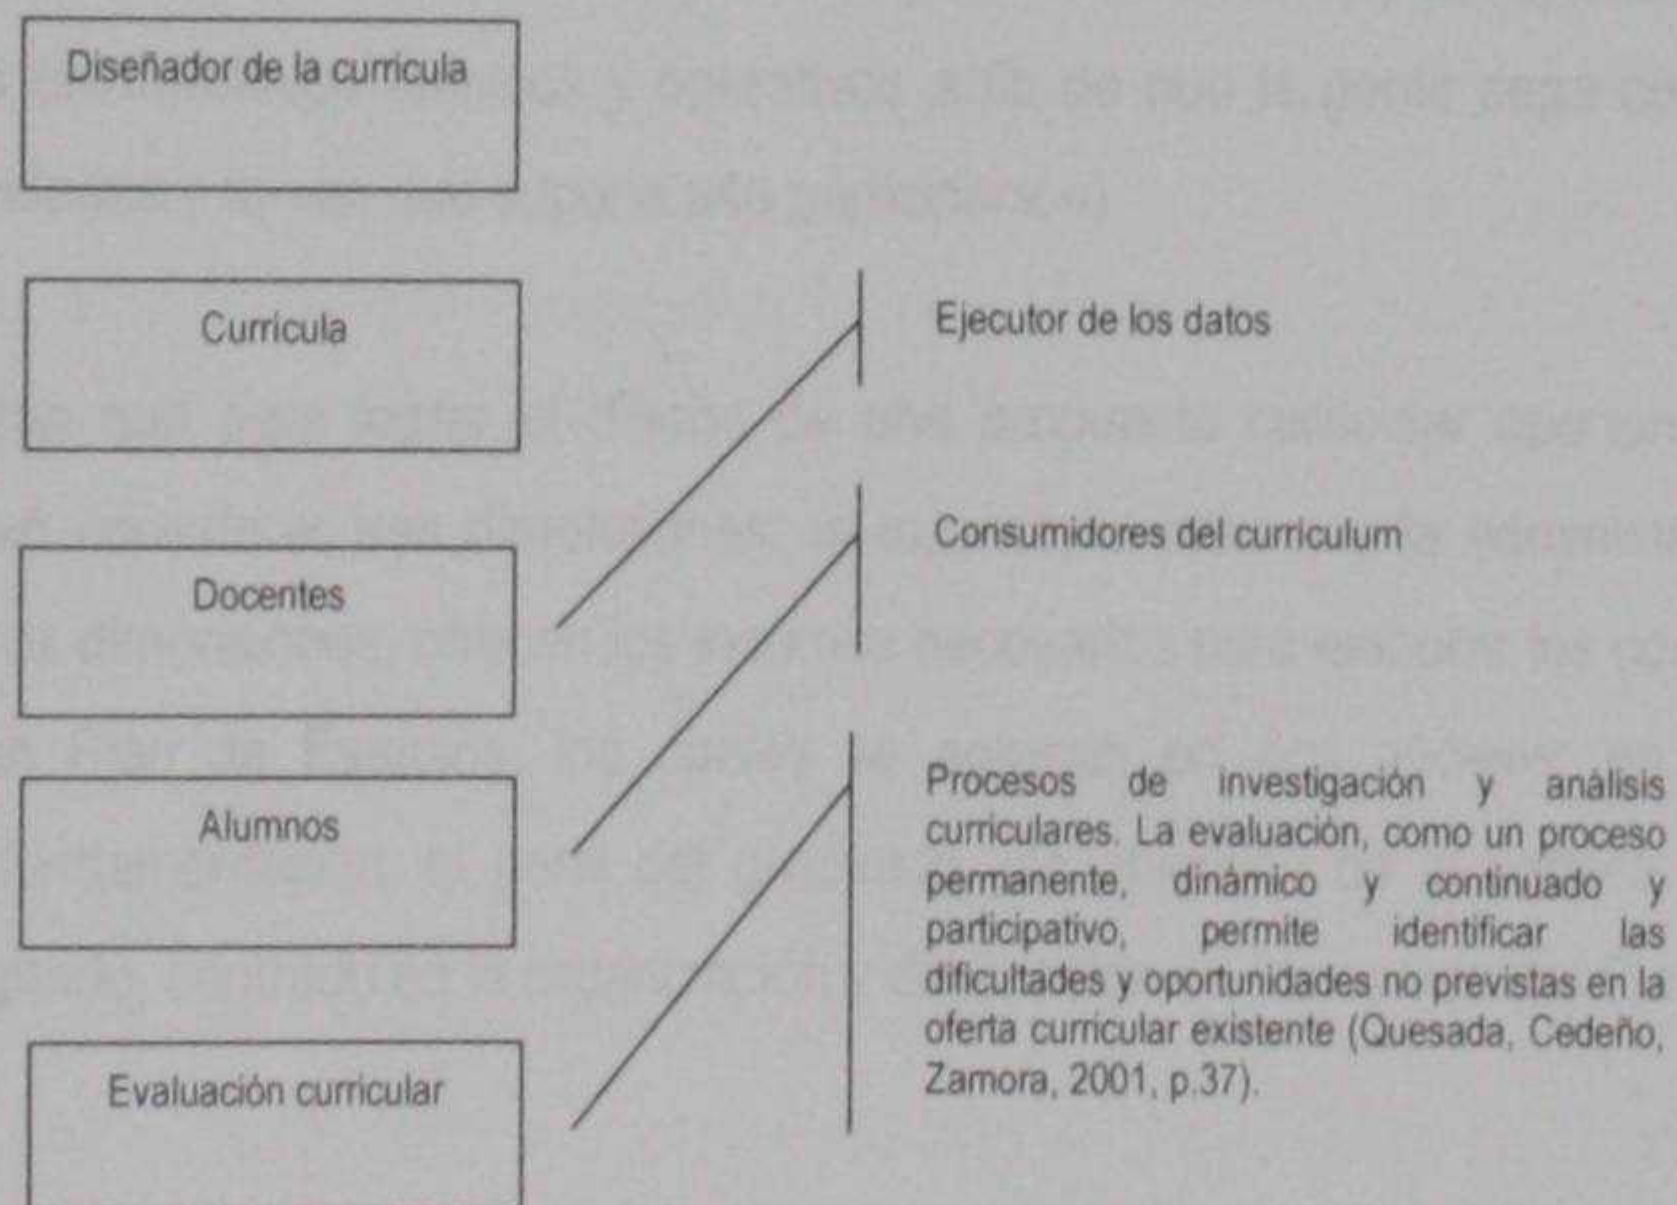 Diseñador de la curricula
Currícula
Ejecutor de los datos
Docentes
Consumidores del curriculum
Alumnos
Procesos de investigación y análisis
curriculares. La evaluación, como un proceso
permanente, dinámico y continuado y
participativo, permite identificar las
dificultades y oportunidades no previstas en la
oferta curricular existente (Quesada, Cedeño,
Zamora, 2001, p.37).
Evaluación curricular